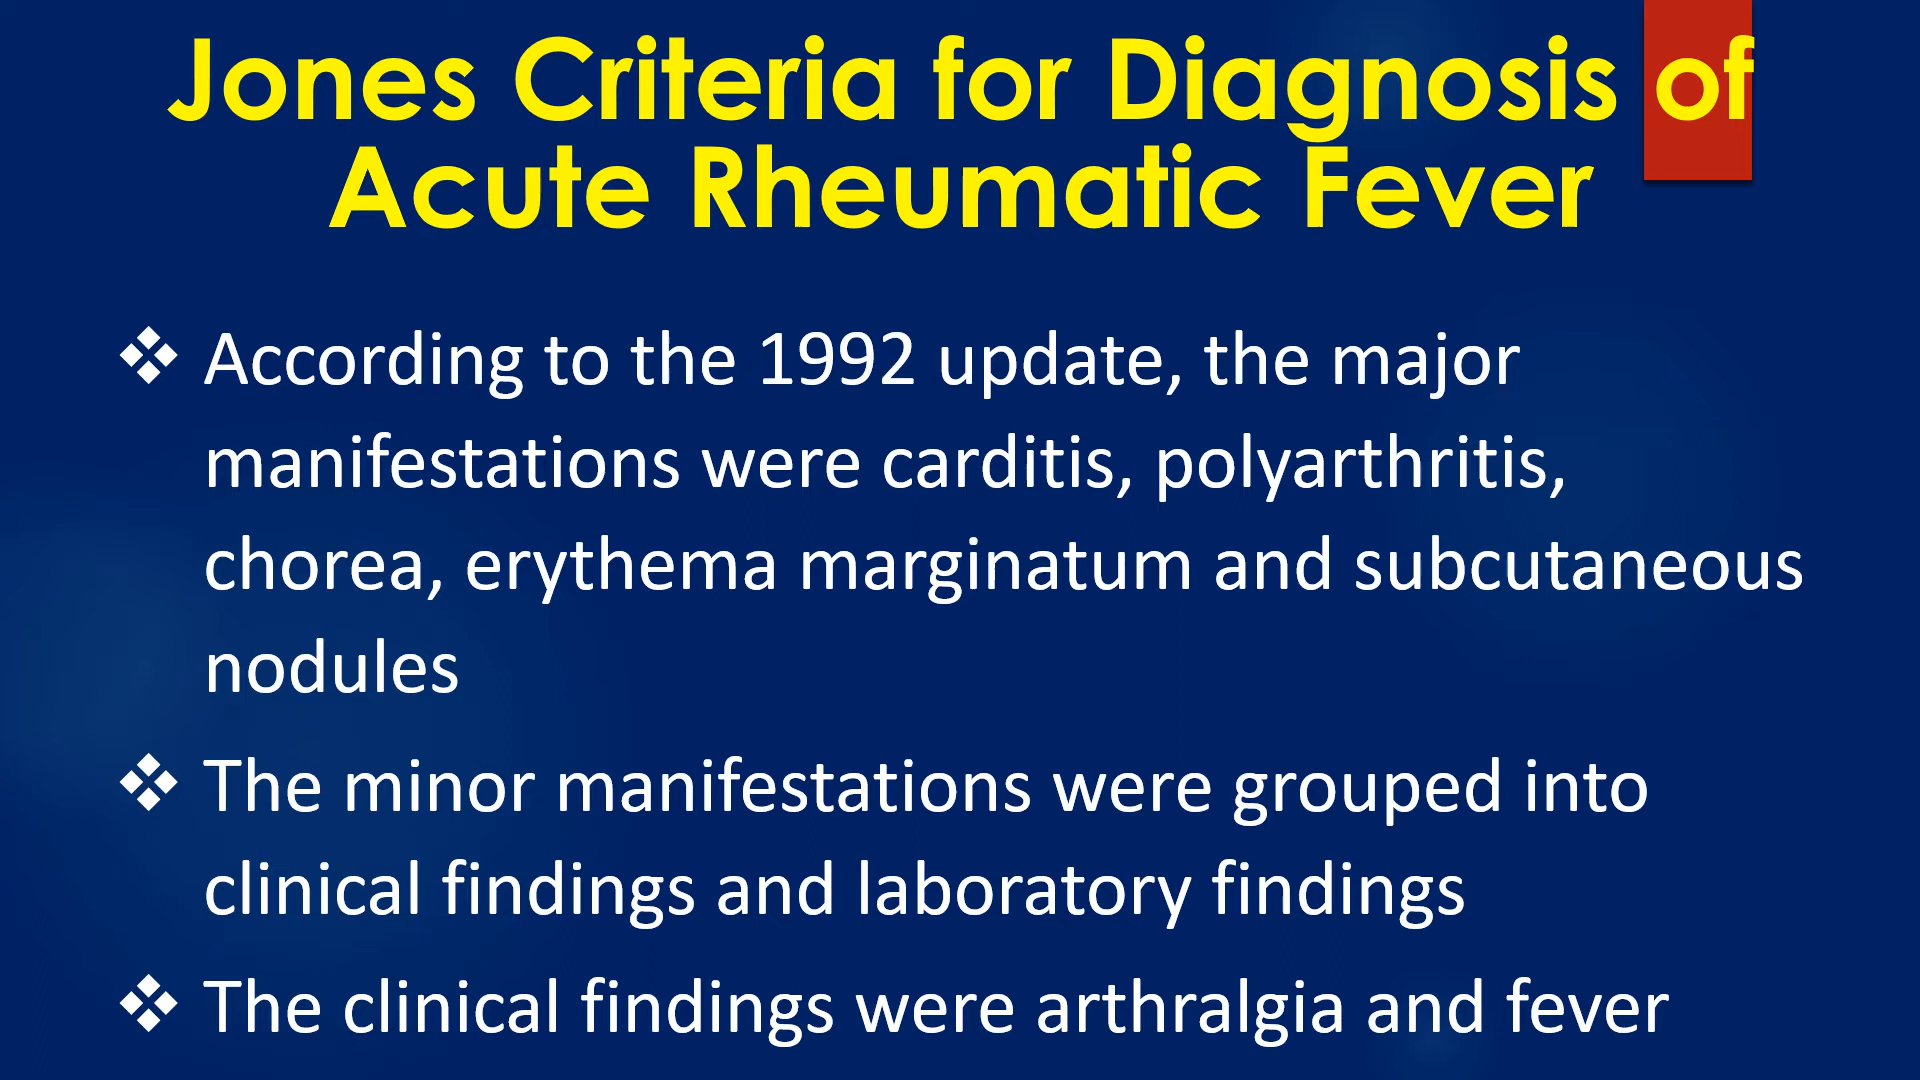 Jones Criteria for Diagnosis of
Acute Rheumatic Fever
❖ According to the 1992 update, the major
manifestations were carditis, polyarthritis,
chorea, erythema marginatum and subcutaneous
nodules
❖ The minor manifestations were grouped into
clinical findings and laboratory findings
❖ The clinical findings were arthralgia and fever